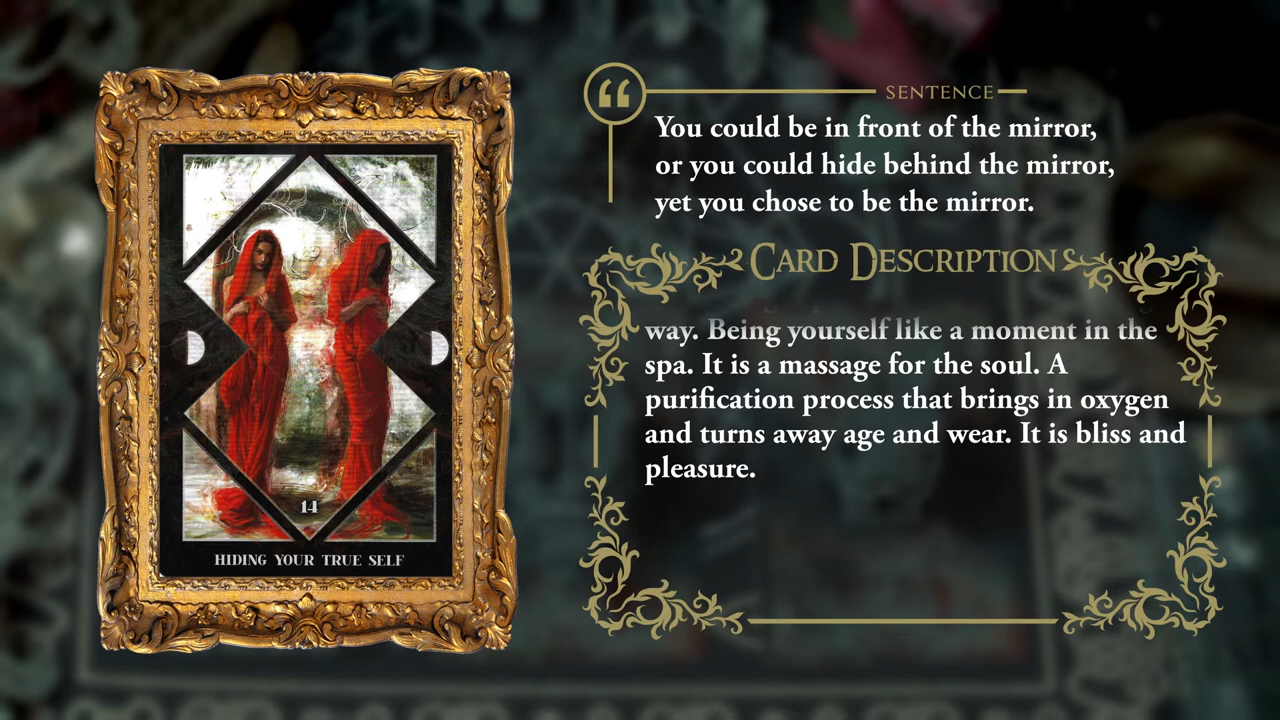 SENTENCE
You could be in front of the mirror,
or you could hide behind the mirror,
yet you chose to be the mirror.
CARD DESCRIPTION
way. Being yourself like a moment in the
spa. It is a massage for the soul. A
purification process that brings in oxygen
and turns away age and wear. It is bliss and
pleasure.
14
HIDING YOUR TRUE SELF